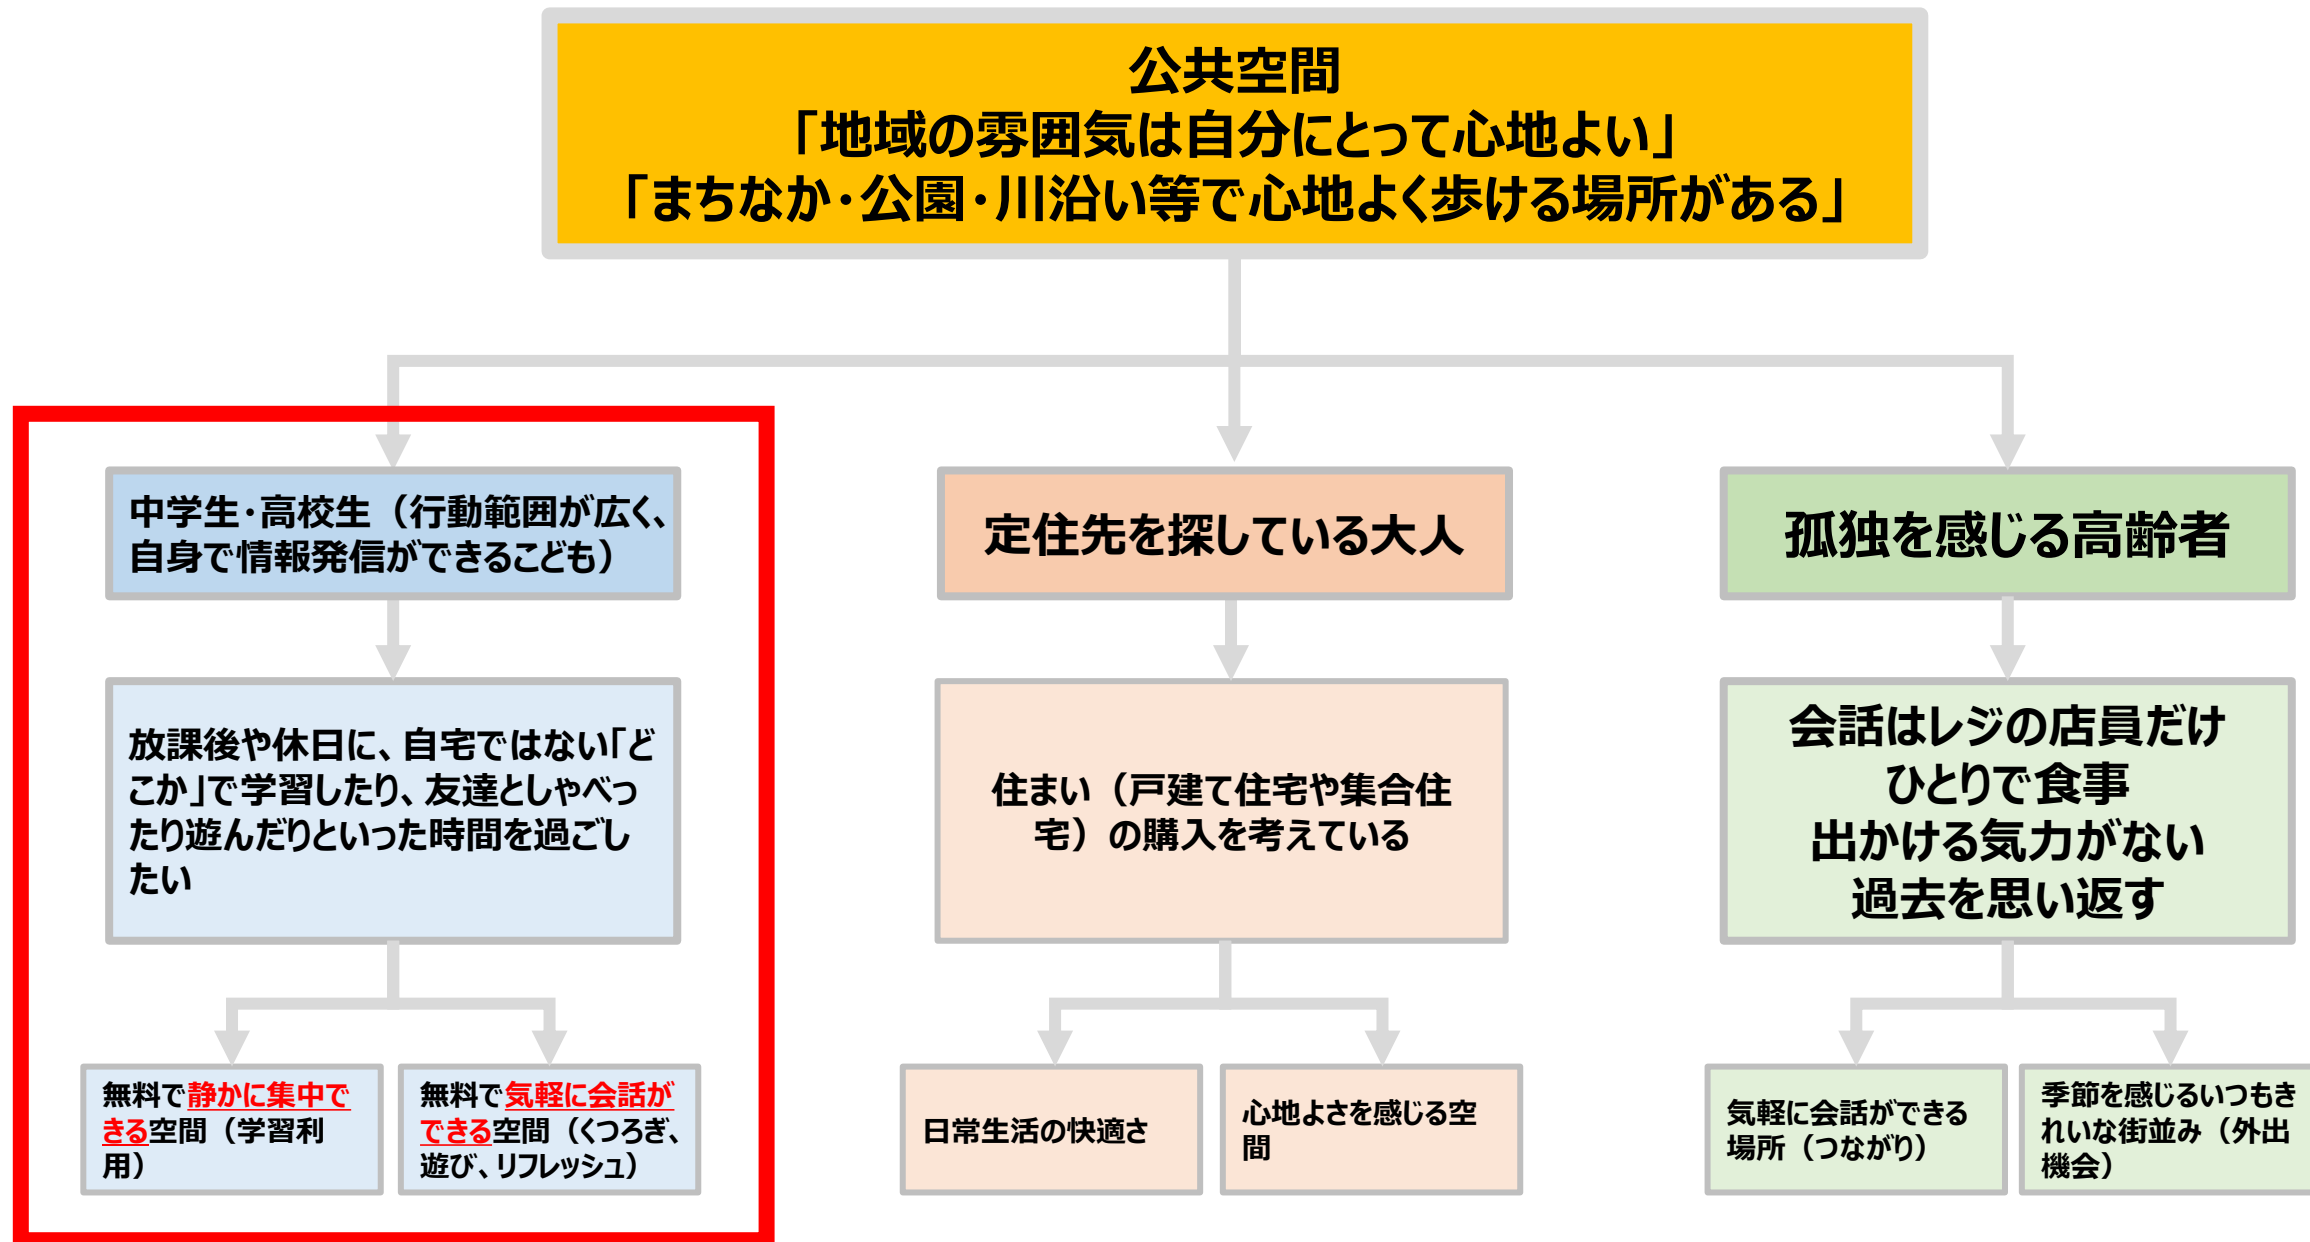 公共空間
「地域の雰囲気は自分にとって心地よい」
「まちなか・公園・川沿い等で心地よく歩ける場所がある」
中学生・高校生（行動範囲が広く、
自身で情報発信ができるこども）
定住先を探している大人
孤独を感じる高齢者
放課後や休日に、自宅ではない「ど
こか」で学習したり、友達としゃべっ
たり遊んだりといった時間を過ごし
たい
住まい（戸建て住宅や集合住
宅）の購入を考えている
会話はレジの店員だけ
ひとりで食事
出かける気力がない
過去を思い返す
無料で静かに集中で
きる空間（学習利
用）
無料で気軽に会話が
できる空間（くつろぎ、
遊び、リフレッシュ）
日常生活の快適さ
心地よさを感じる空
間
気軽に会話ができる
場所（つながり）
季節を感じるいつもき
れいな街並み（外出
機会）